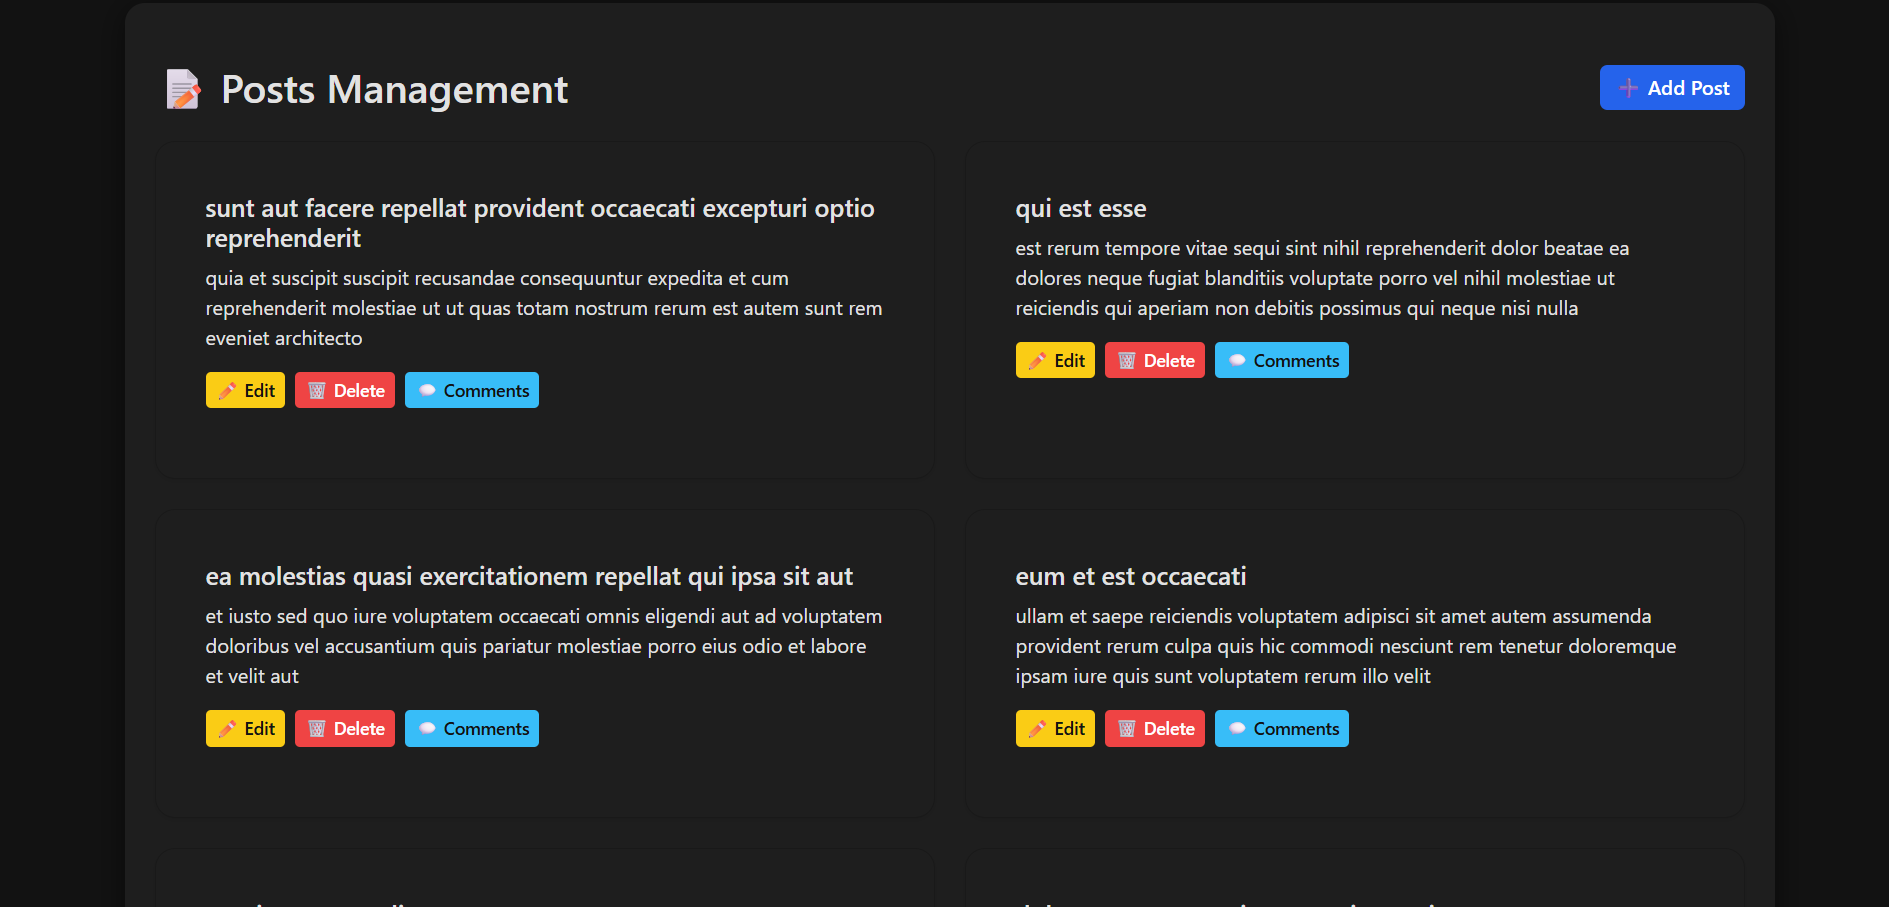 Posts Management
Add Post
sunt aut facere repellat provident occaecati excepturi optio
reprehenderit
quia et suscipit suscipit recusandae consequuntur expedita et cum
reprehenderit molestiae ut ut quas totam nostrum rerum est autem sunt rem
eveniet architecto
Edit Delete Comments
qui est esse
est rerum tempore vitae sequi sint nihil reprehenderit dolor beatae ea
dolores neque fugiat blanditiis voluptate porro vel nihil molestiae ut
reiciendis qui aperiam non debitis possimus qui neque nisi nulla
Edit Delete Comments
ea molestias quasi exercitationem repellat qui ipsa sit aut
et iusto sed quo iure voluptatem occaecati omnis eligendi aut ad voluptatem
doloribus vel accusantium quis pariatur molestiae porro eius odio et labore
et velit aut
Edit Delete Comments
eum et est occaecati
ullam et saepe reiciendis voluptatem adipisci sit amet autem assumenda
provident rerum culpa quis hic commodi nesciunt rem tenetur doloremque
ipsam iure quis sunt voluptatem rerum illo velit
Edit Delete Comments